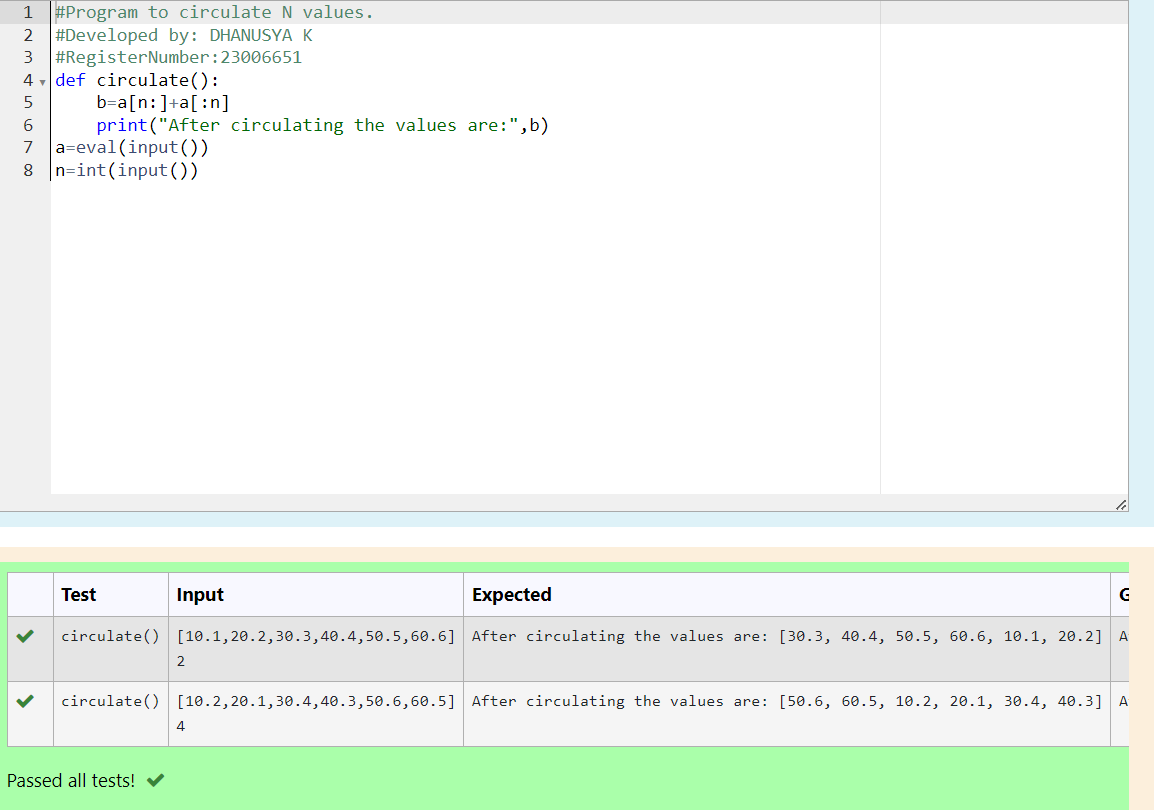 1 #Program to circulate N values.
2 #Developed by: DHANUSYA K
3 #RegisterNumber:23006651
4 def circulate():
5     b=a[n:]+a[:n]
6     print("After circulating the values are:",b)
7 a=eval(input())
8 n=int(input())
Test Input Expected
circulate() [10.1,20.2,30.3,40.4,50.5,60.6] After circulating the values are: [30.3, 40.4, 50.5, 60.6, 10.1, 20.2]
2
circulate() [10.2,20.1,30.4,40.3,50.6,60.5] After circulating the values are: [50.6, 60.5, 10.2, 20.1, 30.4, 40.3]
4
Passed all tests!